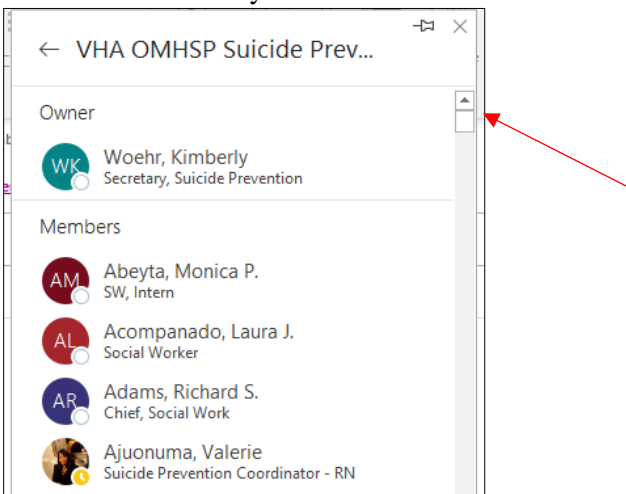 VHA OMHSP Suicide Prev...
Owner
WK
Woehr, Kimberly
Secretary, Suicide Prevention
Members
AM
Abeyta, Monica P.
SW, Intern
AL
Acompanado, Laura J.
Social Worker
AR
Adams, Richard S.
Chief, Social Work
Ajuonuma, Valerie
Suicide Prevention Coordinator - RN